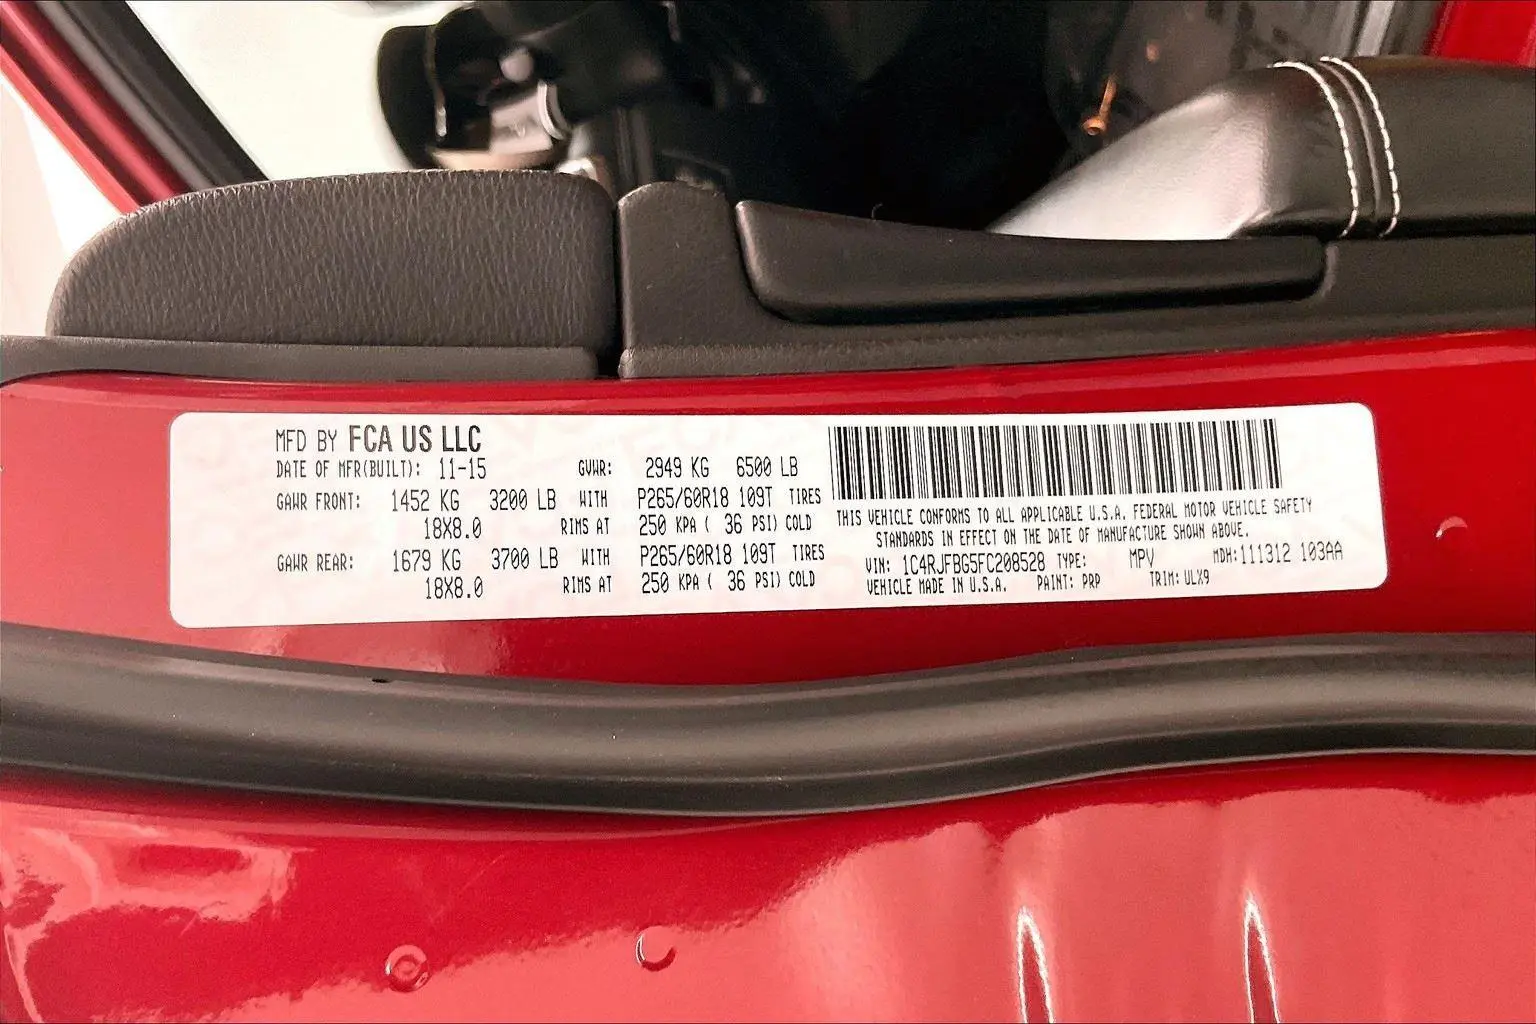 MFD BY FCA US LLC
DATE OF MFR(BUILT): 11-15 GVWR: 2949 KG 6500 LB
GAWR FRONT: 1452 KG 3200 LB WITH P265/60R18 109T TIRES
18X8.0 RIMS AT 250 KPA ( 36 PSI) COLD
GAWR REAR: 1679 KG 3700 LB WITH P265/60R18 109T TIRES
18X8.0 RIMS AT 250 KPA ( 36 PSI) COLD
THIS VEHICLE CONFORMS TO ALL APPLICABLE U.S.A. FEDERAL MOTOR VEHICLE SAFETY
STANDARDS IN EFFECT ON THE DATE OF MANUFACTURE SHOWN ABOVE.
VIN: 1C4RJFBG5FC208528 TYPE: MPV MDH:111312 103AA
VEHICLE MADE IN U.S.A. PAINT: PRP TRIM: ULX9